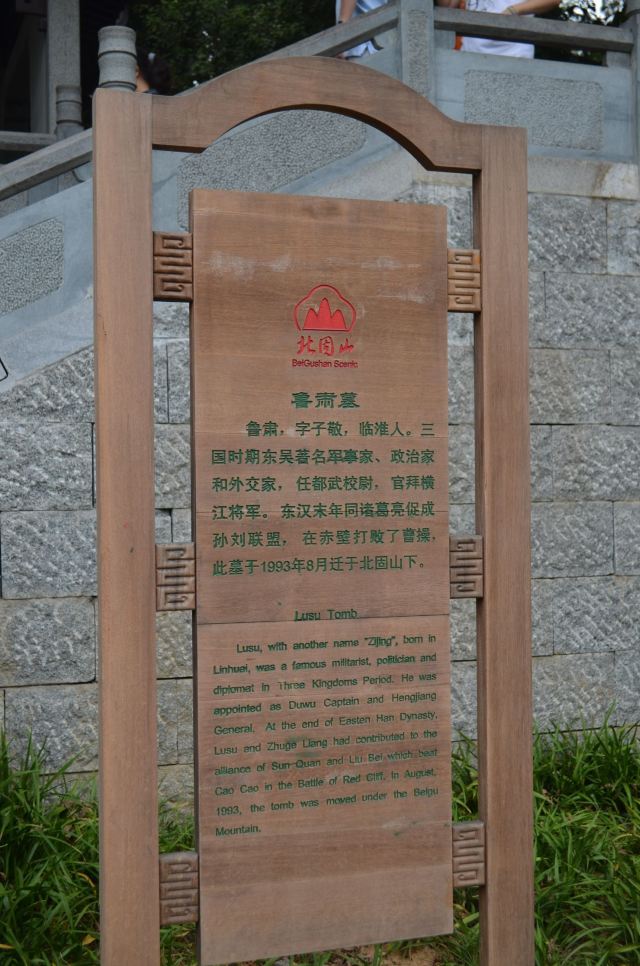 北固山
BeiGushan Scenic
鲁肃墓
鲁肃，字子敬，临淮人。三
国时期东吴著名军事家、政治家
和外交家，任都武校尉，官拜横
江将军。东汉末年同诸葛亮促成
孙刘联盟，在赤壁打败了曹操，
此墓于1993年8月迁于北固山下。
Lusu Tomb
Lusu, with another name "Zijing", born in
Linhuai, was a famous militarist, politician and
diplomat in Three Kingdoms Period. He was
appointed as Duwu Captain and Hengjiang
General. At the end of Easten Han Dynasty,
Lusu and Zhuge Liang had contributed to the
alliance of Sun Quan and Liu Bei which beat
Cao Cao in the Battle of Red Cliff. In August,
1993, the tomb was moved under the Beigu
Mountain.